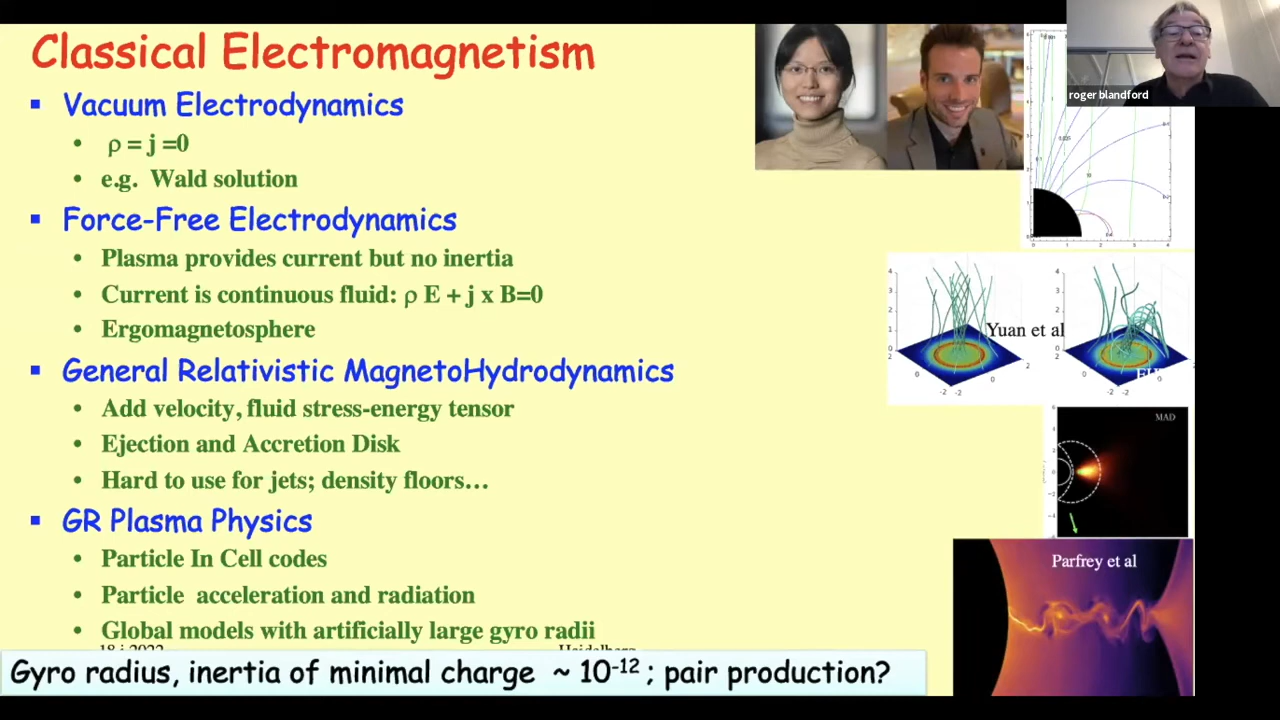 Classical Electromagnetism
▪ Vacuum Electrodynamics
• ρ = j =0
• e.g. Wald solution
▪ Force-Free Electrodynamics
• Plasma provides current but no inertia
• Current is continuous fluid: ρ E + j x B=0
• Ergomagnetosphere
▪ General Relativistic MagnetoHydrodynamics
• Add velocity, fluid stress-energy tensor
• Ejection and Accretion Disk
• Hard to use for jets; density floors…
▪ GR Plasma Physics
• Particle In Cell codes
• Particle acceleration and radiation
• Global models with artificially large gyro radii
Heidelberg
Gyro radius, inertia of minimal charge ~ 10⁻¹² ; pair production?
roger blandford
Yuan et al
MAD
Parfrey et al